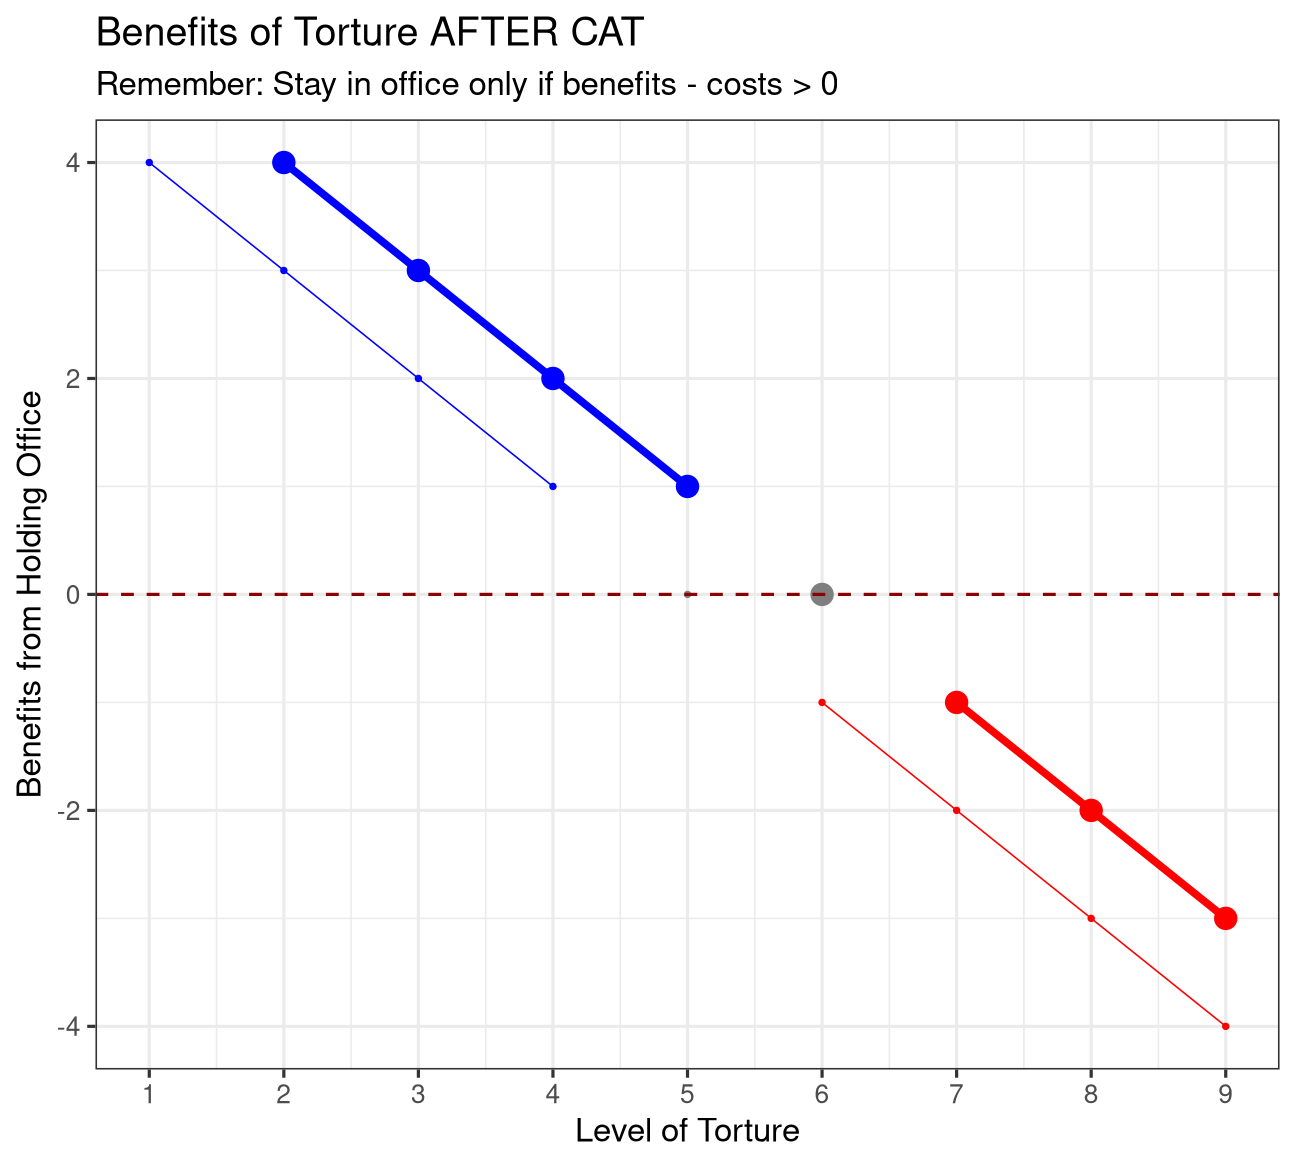 Benefits of Torture AFTER CAT
Remember: Stay in office only if benefits - costs > 0
Benefits from Holding Office
4
2
0
-2
-4
1 2 3 4 5 6 7 8 9
Level of Torture